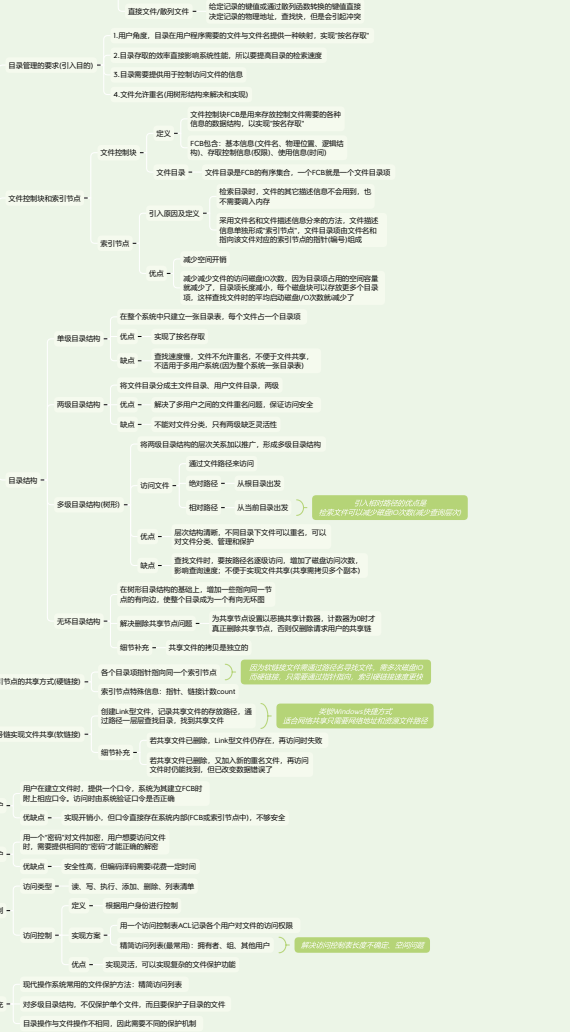 直接文件/散列文件
给定记录的键值或通过散列函数转换的键值直接
决定记录的物理地址，查找快，但是会引起冲突
目录管理的要求(引入目的)
1.用户角度，目录在用户程序需要的文件与文件名提供一种映射，实现"按名存取"
2.目录存取的效率直接影响系统性能，所以要提高目录的检索速度
3.目录需要提供用于控制访问文件的信息
4.文件允许重名(用树形结构来解决和实现)
文件控制块和索引节点
文件控制块
定义
文件控制块FCB是用来存放控制文件需要的各种
信息的数据结构，以实现"按名存取"
FCB包含：基本信息(文件名、物理位置、逻辑结
构)、存取控制信息(权限)、使用信息(时间)
文件目录
文件目录是FCB的有序集合，一个FCB就是一个文件目录项
索引节点
引入原因及定义
检索目录时，文件的其它描述信息不会用到，也
不需要调入内存
采用文件名和文件描述信息分来的方法，文件描述
信息单独形成"索引节点"，文件目录项由文件名和
指向该文件对应的索引节点的指针(编号)组成
优点
减少空间开销
减少减少文件的访问磁盘IO次数，因为目录项占用的空间容量
就减少了，目录项长度减小，每个磁盘块可以存放更多个目录
项，这样查找文件时的平均启动磁盘I/O次数就减少了
目录结构
单级目录结构
在整个系统中只建立一张目录表，每个文件占一个目录项
优点
实现了按名存取
缺点
查找速度慢，文件不允许重名，不便于文件共享，
不适用于多用户系统(因为整个系统一张目录表)
两级目录结构
将文件目录分成主文件目录、用户文件目录，两级
优点
解决了多用户之间的文件重名问题，保证访问安全
缺点
不能对文件分类，只有两级缺乏灵活性
多级目录结构(树形)
将两级目录结构的层次关系加以推广，形成多级目录结构
访问文件
通过文件路径来访问
绝对路径
从根目录出发
相对路径
从当前目录出发
引入相对路径的优点是
检索文件可以减少磁盘IO次数(减少查询层次)
优点
层次结构清晰，不同目录下文件可以重名，可以
对文件分类、管理和保护
缺点
查找文件时，要按路径名逐级访问，增加了磁盘访问次数，
影响查询速度；不便于实现文件共享(共享需拷贝多个副本)
无环目录结构
在树形目录结构的基础上，增加一些指向同一节
点的有向边，使整个目录成为一个有向无环图
解决删除共享节点问题
为共享节点设置以恶搞共享计数器，计数器为0时才
真正删除共享节点，否则仅删除请求用户的共享链
细节补充
共享文件的拷贝是独立的
引节点的共享方式(硬链接)
各个目录项指针指向同一个索引节点
因为软链接文件需通过路径名寻找文件，需多次磁盘IO
而硬链接，只需要通过指针指向，索引硬链接速度更快
索引节点特殊信息：指针、链接计数count
号链实现文件共享(软链接)
创建Link型文件，记录共享文件的存放路径，通
过路径一层层查找目录，找到共享文件
类似Windows快捷方式
适合网络共享只需要网络地址和资源文件路径
细节补充
若共享文件已删除，Link型文件仍存在，再访问时失败
若共享文件已删除，又加入新的重名文件，再访问
文件时仍能找到，但已改变数据错误了
户
用户在建立文件时，提供一个口令，系统为其建立FCB时
附上相应口令。访问时由系统验证口令是否正确
优缺点
实现开销小，但口令直接存在系统内部(FCB或索引节点中)，不够安全
户
用一个"密码"对文件加密，用户想要访问文件
时，需要提供相同的"密码"才能正确的解密
优缺点
安全性高，但编码译码需要i花费一定时间
制
访问类型
读、写、执行、添加、删除、列表清单
访问控制
定义
根据用户身份进行控制
实现方案
用一个访问控制表ACL记录各个用户对文件的访问权限
精简访问列表(最常用)：拥有者、组、其他用户
解决访问控制表长度不确定，空间问题
优点
实现灵活，可以实现复杂的文件保护功能
充
现代操作系统常用的文件保护方法：精简访问列表
对多级目录结构，不仅保护单个文件，而且要保护子目录的文件
目录操作与文件操作不相同，因此需要不同的保护机制